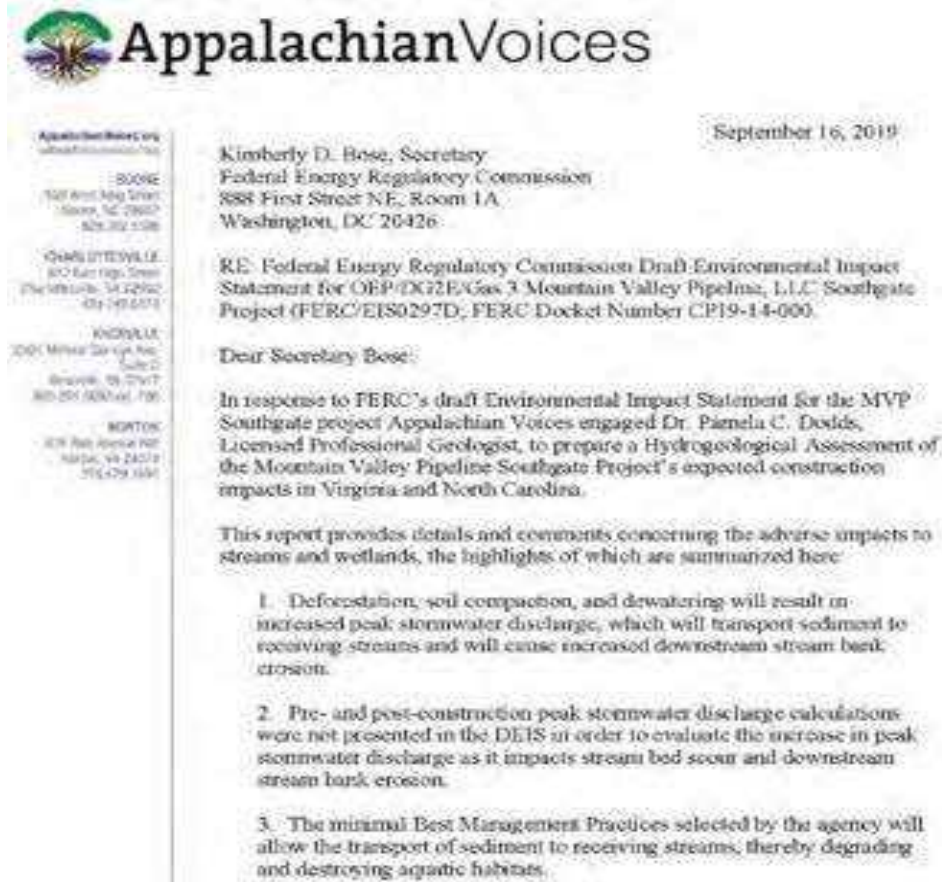 AppalachianVoices
September 16, 2019
Kimberly D. Bose, Secretary
Federal Energy Regulatory Commission
888 First Street NE, Room 1A
Washington, DC 20426
RE: Federal Energy Regulatory Commission Draft Environmental Impact
Statement for OEP/DG2E/Gas 3 Mountain Valley Pipeline, LLC Southgate
Project (FERC/EIS0297D, FERC Docket Number CP19-14-000.
Dear Secretary Bose:
In response to FERC's draft Environmental Impact Statement for the MVP
Southgate project Appalachian Voices engaged Dr. Pamela C. Dodds,
Licensed Professional Geologist, to prepare a Hydrogeological Assessment of
the Mountain Valley Pipeline Southgate Project's expected construction
impacts in Virginia and North Carolina.
This report provides details and comments concerning the adverse impacts to
streams and wetlands, the highlights of which are summarized here
1. Deforestation, soil compaction, and dewatering will result in
increased peak stormwater discharge, which will transport sediment to
receiving streams and will cause increased downstream stream bank
erosion.
2. Pre- and post-construction peak stormwater discharge calculations
were not presented in the DEIS in order to evaluate the increase in peak
stormwater discharge as it impacts stream bed scour and downstream
stream bank erosion.
3. The minimal Best Management Practices selected by the agency will
allow the transport of sediment to receiving streams, thereby degrading
and destroying aquatic habitats.
AppalachianVoices.org
BOONE
CHARLOTTESVILLE
KNOXVILLE
NORTON